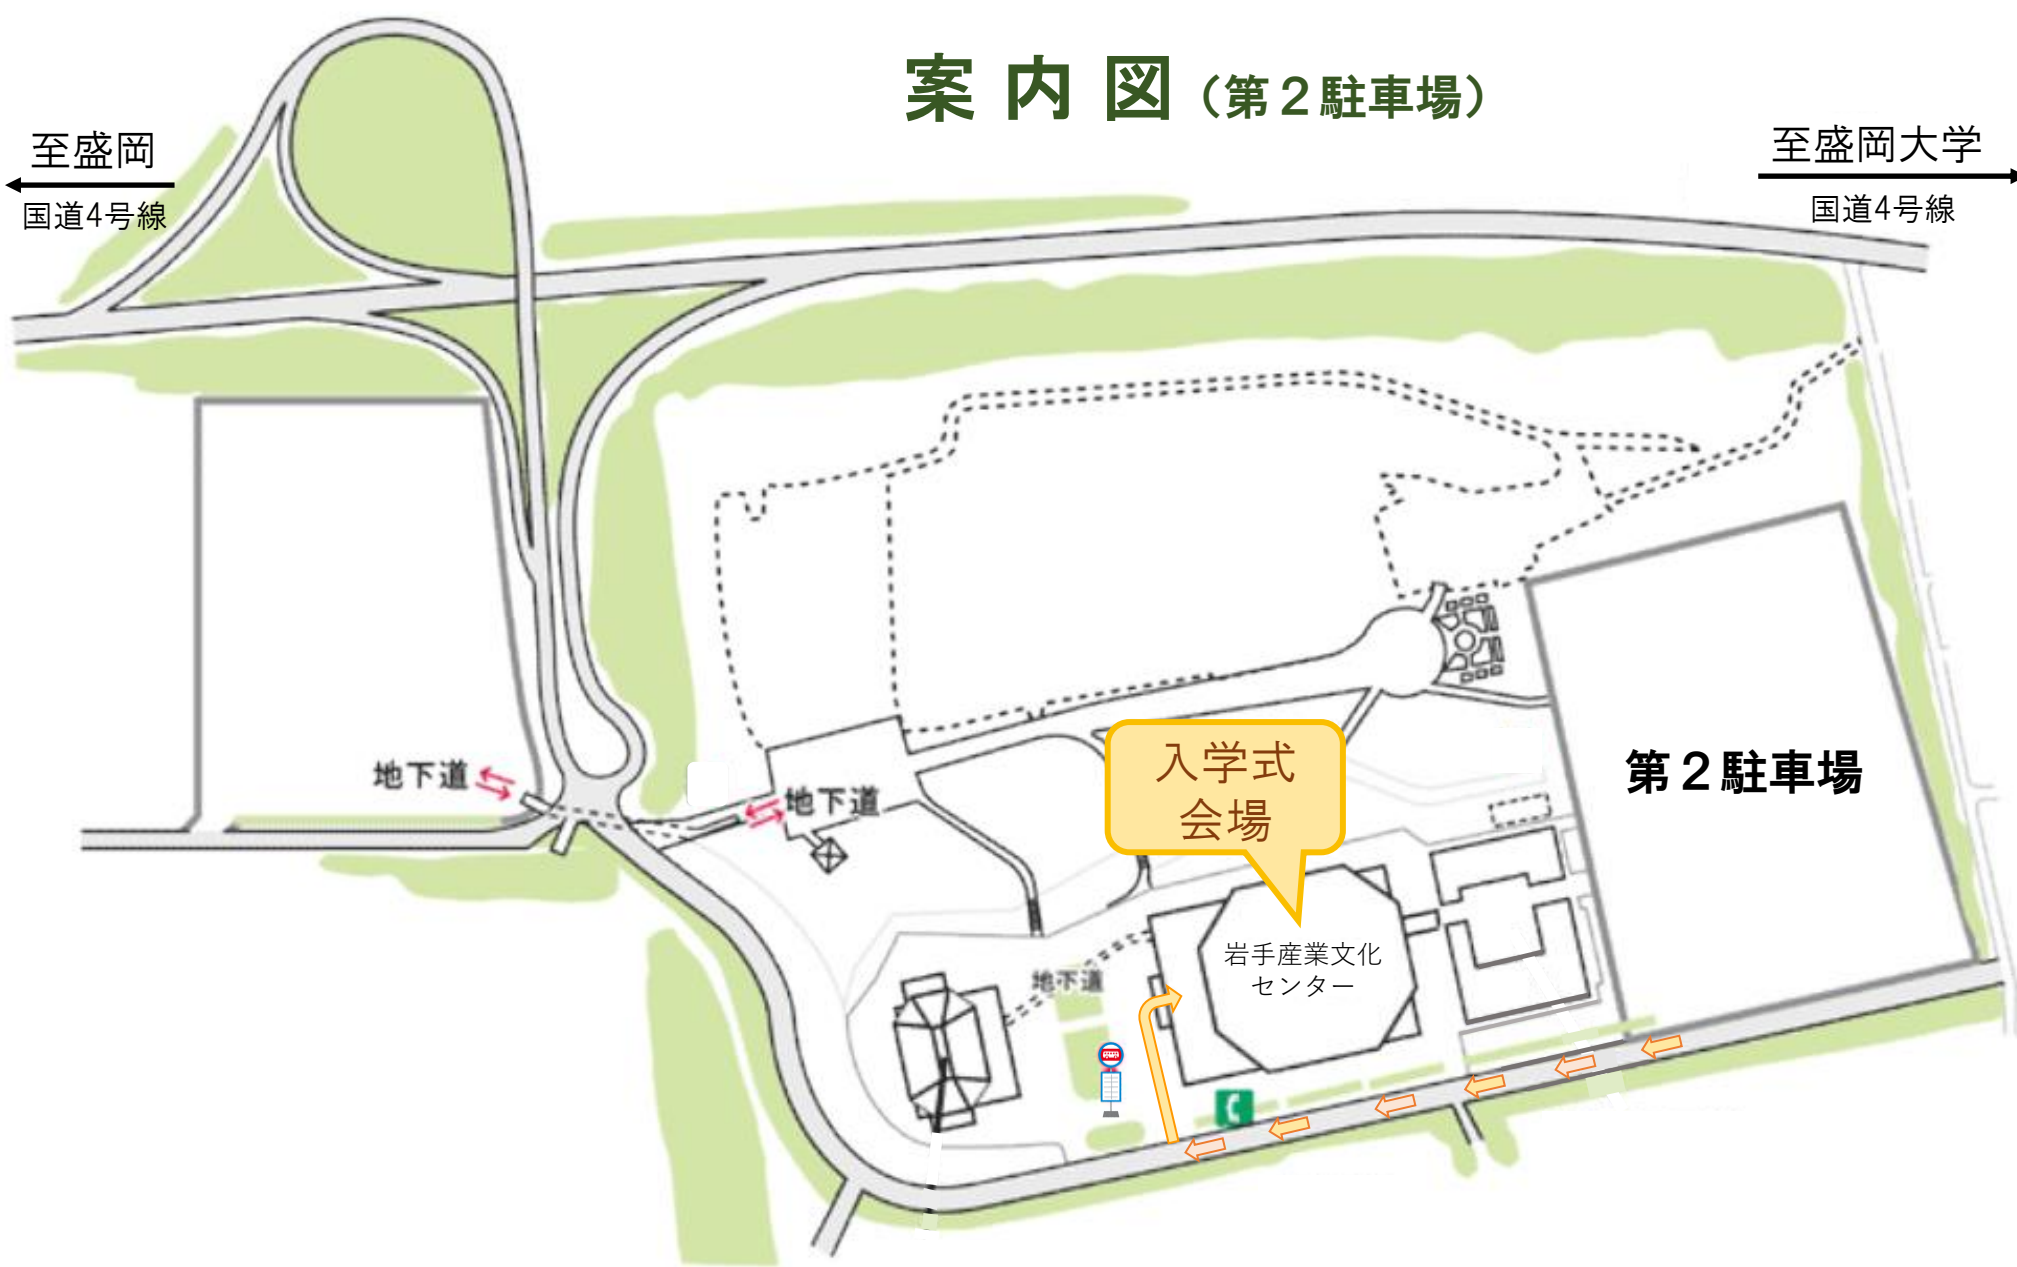 案内図（第２駐車場）
至盛岡
国道4号線
至盛岡大学
国道4号線
地下道
地下道
入学式
会場
第２駐車場
岩手産業文化
センター
地下道